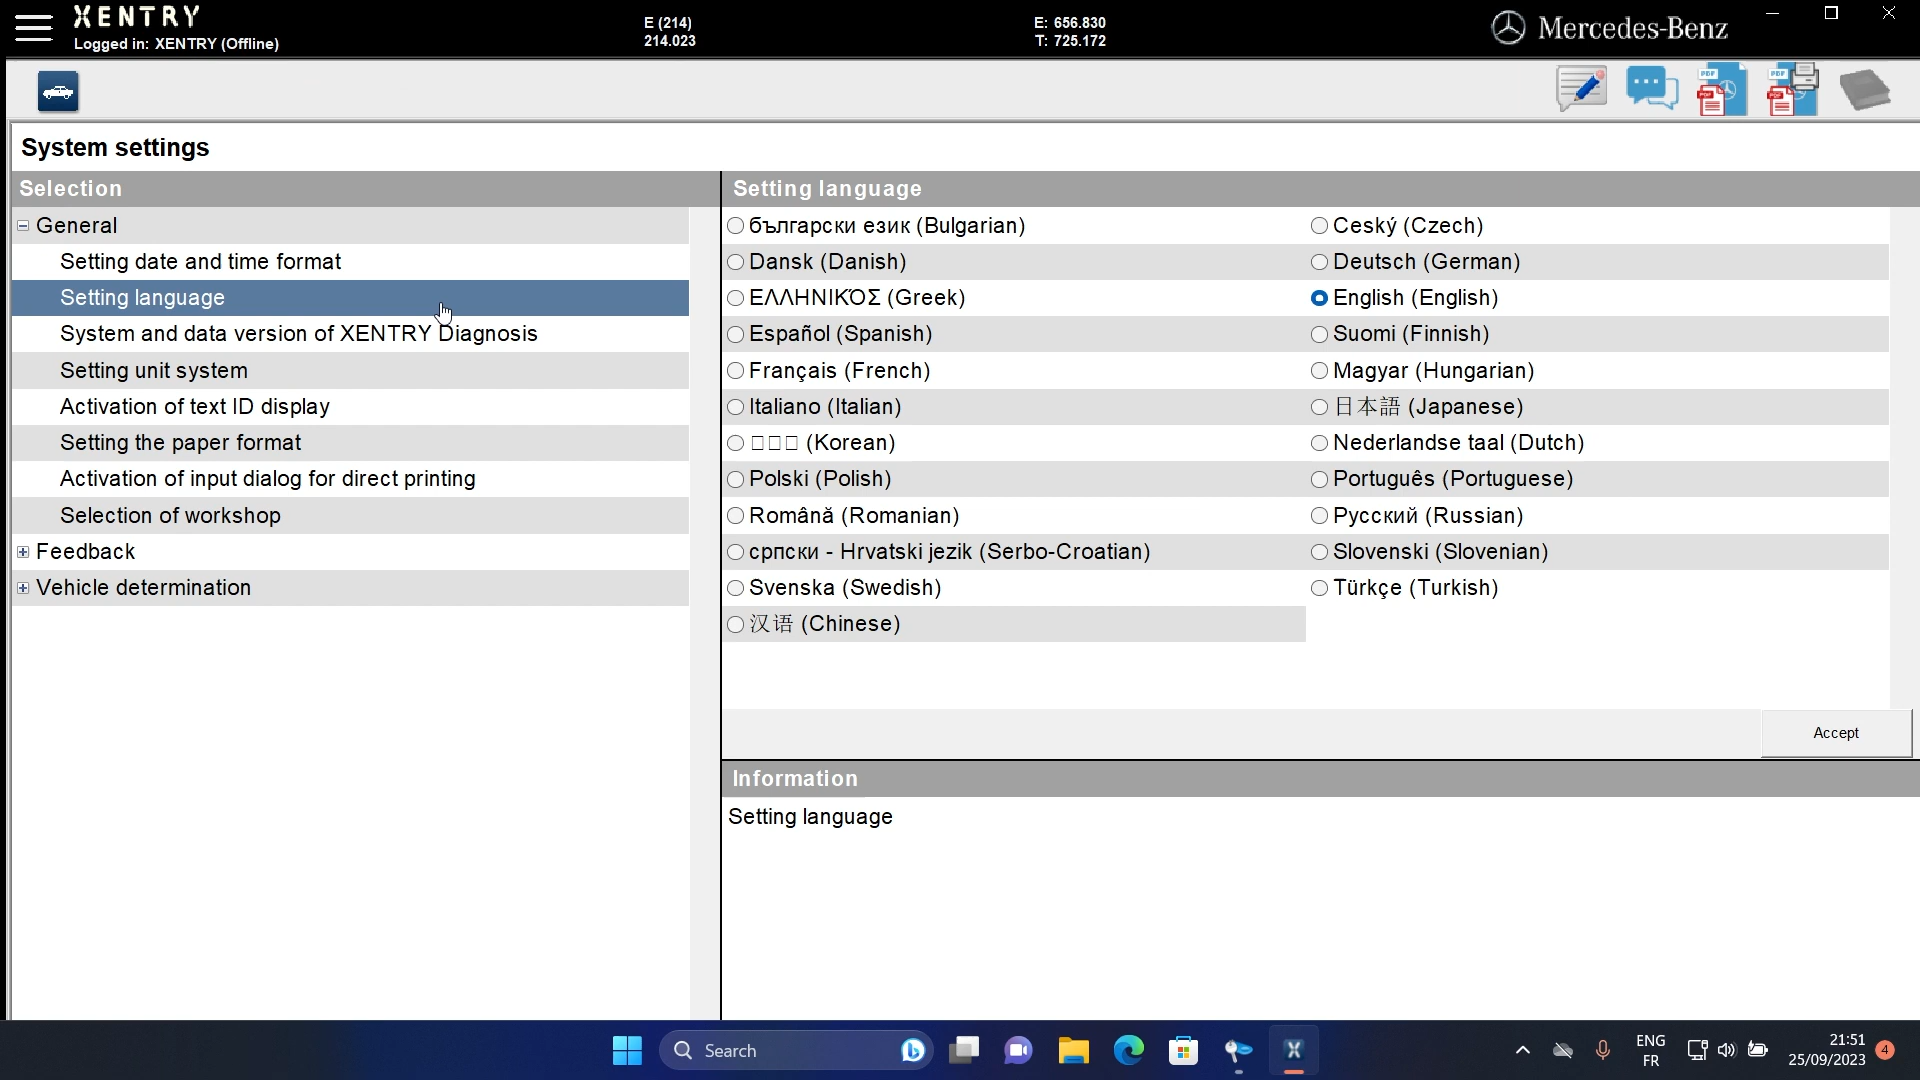 XENTRY
Logged in: XENTRY (Offline)
E (214)
214.023
E: 656.830
T: 725.172
Mercedes-Benz
PDF
PDF
PDF
PDF
System settings
Selection
General
Setting date and time format
Setting language
System and data version of XENTRY Diagnosis
Setting unit system
Activation of text ID display
Setting the paper format
Activation of input dialog for direct printing
Selection of workshop
Feedback
Vehicle determination
Setting language
български език (Bulgarian)
Ceský (Czech)
Dansk (Danish)
Deutsch (German)
ΕΛΛΗΝΙΚΌΣ (Greek)
English (English)
Español (Spanish)
Suomi (Finnish)
Français (French)
Magyar (Hungarian)
Italiano (Italian)
日本語 (Japanese)
□□□ (Korean)
Nederlandse taal (Dutch)
Polski (Polish)
Português (Portuguese)
Română (Romanian)
Русский (Russian)
српски - Hrvatski jezik (Serbo-Croatian)
Slovenski (Slovenian)
Svenska (Swedish)
Türkçe (Turkish)
汉语 (Chinese)
Accept
Information
Setting language
Search
ENG
FR
21:51
25/09/2023
4